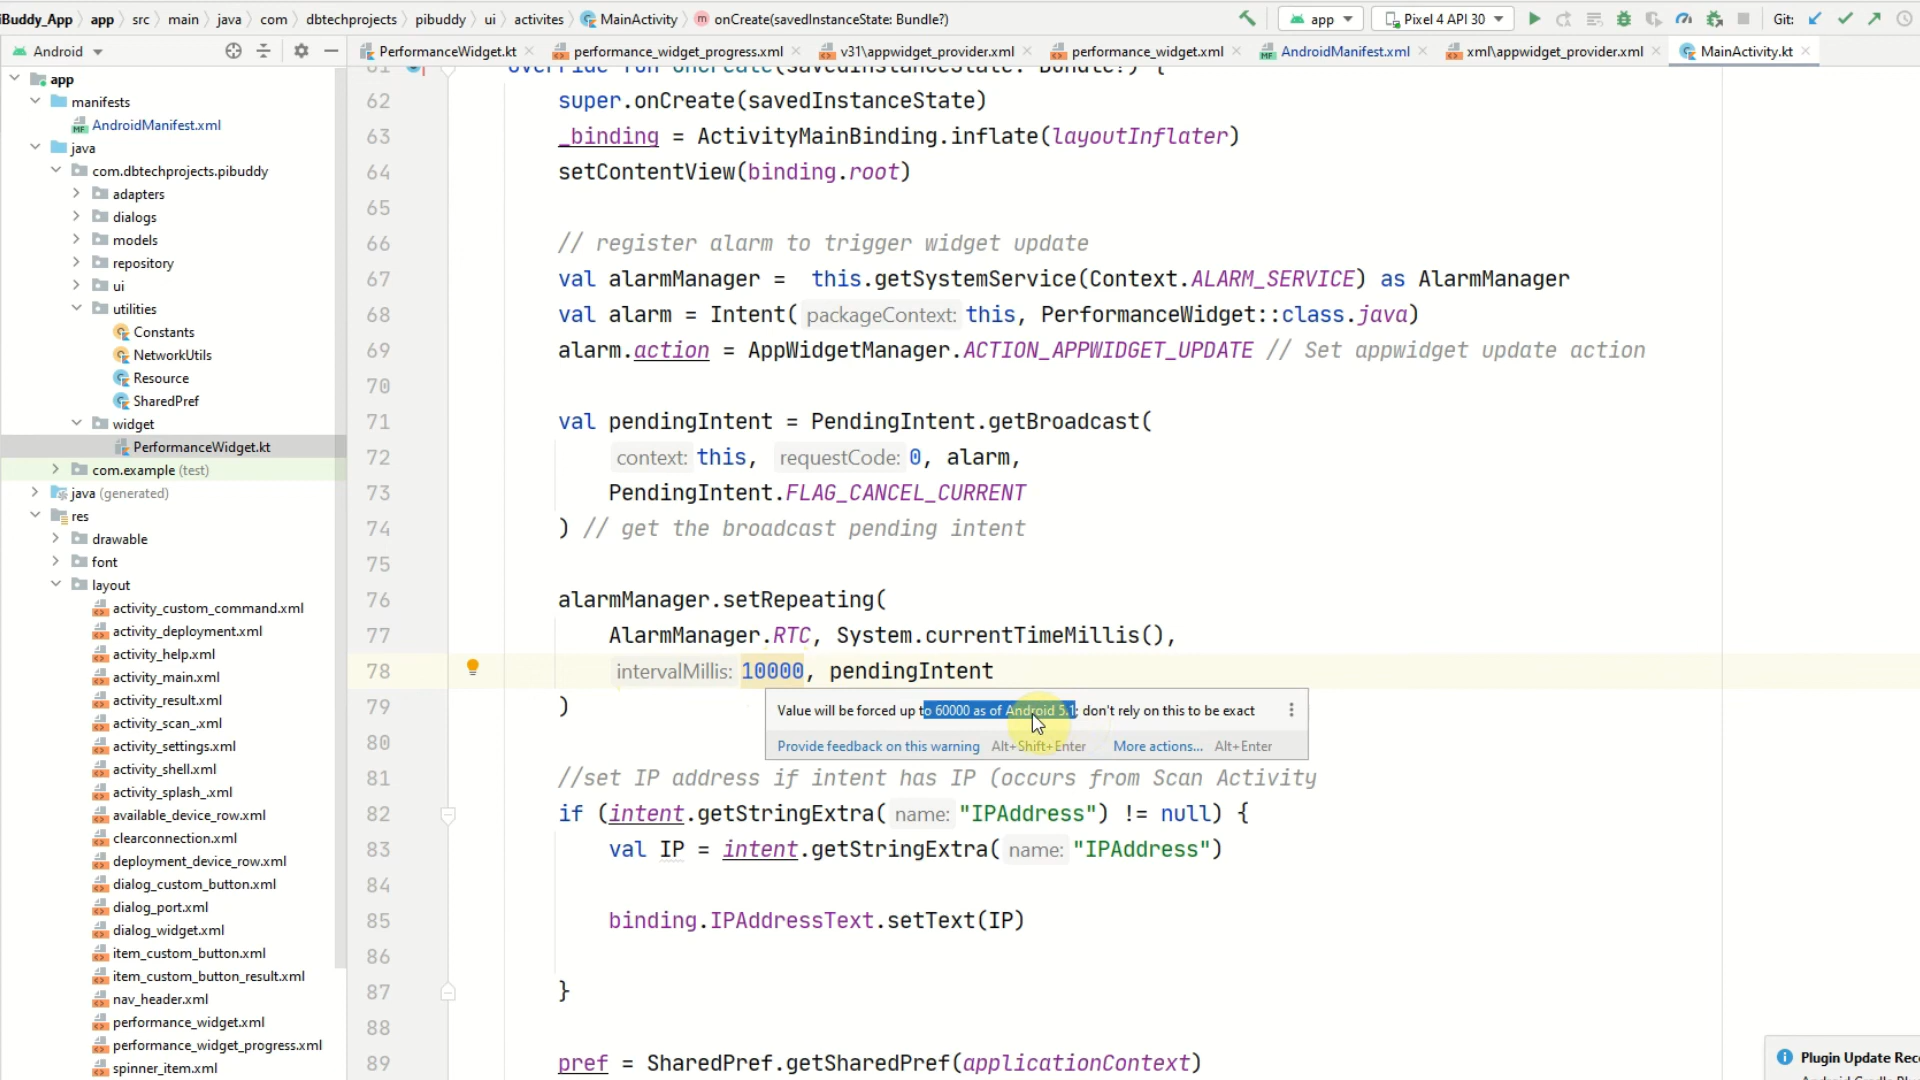 iBuddy_App app src main java com dbtechprojects pibuddy ui activites MainActivity onCreate(savedInstanceState: Bundle?) app Pixel 4 API 30 Git:
Android PerformanceWidget.kt performance_widget_progress.xml v31\appwidget_provider.xml performance_widget.xml AndroidManifest.xml xml\appwidget_provider.xml MainActivity.kt
app
manifests
AndroidManifest.xml
java
com.dbtechprojects.pibuddy
adapters
dialogs
models
repository
ui
utilities
Constants
NetworkUtils
Resource
SharedPref
widget
PerformanceWidget.kt
com.example (test)
java (generated)
res
drawable
font
layout
activity_custom_command.xml
activity_deployment.xml
activity_help.xml
activity_main.xml
activity_result.xml
activity_scan_.xml
activity_settings.xml
activity_shell.xml
activity_splash_.xml
available_device_row.xml
clearconnection.xml
deployment_device_row.xml
dialog_custom_button.xml
dialog_port.xml
dialog_widget.xml
item_custom_button.xml
item_custom_button_result.xml
nav_header.xml
performance_widget.xml
performance_widget_progress.xml
spinner_item.xml
61 override fun onCreate(savedInstanceState: Bundle?) {
62 super.onCreate(savedInstanceState)
63 _binding = ActivityMainBinding.inflate(layoutInflater)
64 setContentView(binding.root)
65
66 // register alarm to trigger widget update
67 val alarmManager = this.getSystemService(Context.ALARM_SERVICE) as AlarmManager
68 val alarm = Intent( packageContext: this, PerformanceWidget::class.java)
69 alarm.action = AppWidgetManager.ACTION_APPWIDGET_UPDATE // Set appwidget update action
70
71 val pendingIntent = PendingIntent.getBroadcast(
72 context: this, requestCode: 0, alarm,
73 PendingIntent.FLAG_CANCEL_CURRENT
74 ) // get the broadcast pending intent
75
76 alarmManager.setRepeating(
77 AlarmManager.RTC, System.currentTimeMillis(),
78 intervalMillis: 10000, pendingIntent
79 )
Value will be forced up to 60000 as of Android 5.1; don't rely on this to be exact
Provide feedback on this warning Alt+Shift+Enter More actions... Alt+Enter
80
81 //set IP address if intent has IP (occurs from Scan Activity
82 if (intent.getStringExtra( name: "IPAddress") != null) {
83 val IP = intent.getStringExtra( name: "IPAddress")
84
85 binding.IPAddressText.setText(IP)
86
87 }
88
89 pref = SharedPref.getSharedPref(applicationContext)
Plugin Update Reco